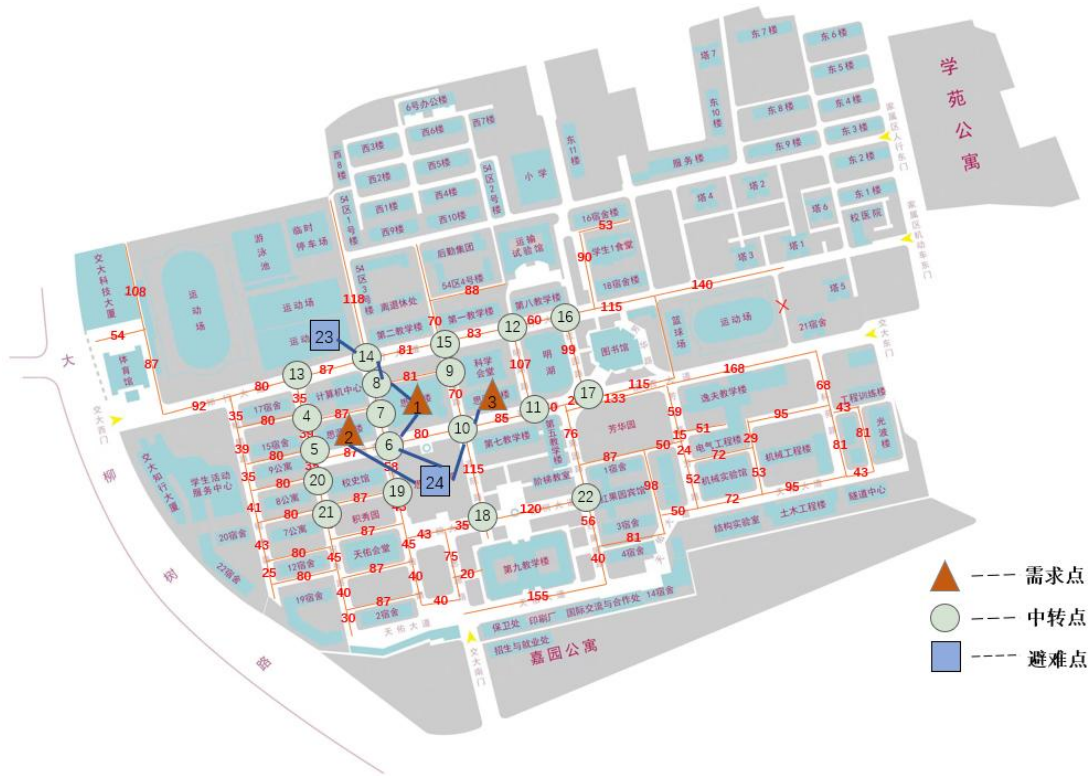 学苑公寓
东7楼
东6楼
塔7
东5楼
6号办公楼
东10楼
东8楼
东4楼
西7楼
西6楼
东3楼
家属区人行东门
西3楼
西8楼
东11楼
东9楼
西5楼
服务楼
东2楼
西2楼
小学
54区2号楼
塔2
东1楼
西4楼
塔4
西1楼
54区1号楼
塔6
校医院
西10楼
16宿舍楼
临时停车场
53
家属区机动车东门
西9楼
游泳池
运输试验馆
学生1食堂
塔1
后勤集团
交大科技大厦
90
塔3
54区3号楼
54区4号楼
18宿舍楼
108
运动场
88
140
塔5
118
离退休处
第八教学楼
115
运动场
16
第一教学楼
70
60
运动场
21宿舍
交大东门
54
23
第二教学楼
12
83
篮球场
体育馆
15
图书馆
99
大柳树路
14
81
明湖
87
科学会堂
107
168
13
87
9
80
8
81
计算机中心
115
17
133
68
逸夫教学楼
35
70
3
1
92
17宿舍
85
11
59
95
43
工程训练楼
交大西门
35
80
4
87
7
芳华园
51
2
80
10
第七教学楼
76
15
电气工程楼
29
光波楼
15宿舍
6
第五教学楼
50
24
72
机械工程楼
81
81
39
80
5
87
87
交大知行大厦
9公寓
58
115
阶梯教室
1宿舍
机械实验馆
53
43
学生活动服务中心
35
80
20
校史馆
24
52
98
95
8公寓
87
19
22
红果园宾馆
72
隧道中心
41
80
21
积秀园
18
120
50
土木工程楼
20宿舍
7公寓
87
35
56
3宿舍
结构实验室
43
80
45
天佑会堂
45
43
81
22宿舍
12宿舍
75
第九教学楼
40
4宿舍
25
80
87
40
20
19宿舍
40
87
40
155
2宿舍
14宿舍
30
国际交流与合作处
天佑大道
保卫处
印刷厂
招生与就业处
嘉园公寓
交大南门
需求点
中转点
避难点